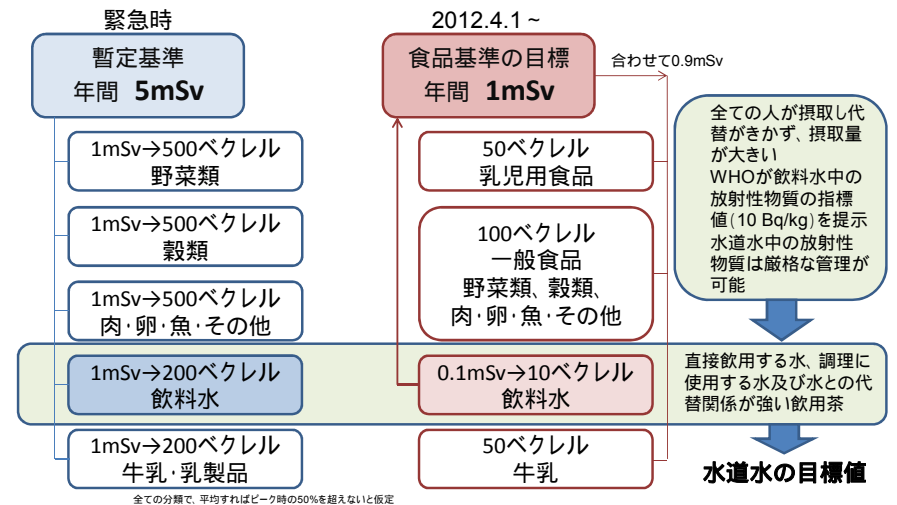 緊急時
暫定基準
年間 5mSv
1mSv→500ベクレル
野菜類
1mSv→500ベクレル
穀類
1mSv→500ベクレル
肉・卵・魚・その他
1mSv→200ベクレル
飲料水
1mSv→200ベクレル
牛乳・乳製品
全ての分類で、平均すればピーク時の50%を超えないと仮定
2012.4.1 ~
食品基準の目標
年間 1mSv
合わせて0.9mSv
50ベクレル
乳児用食品
100ベクレル
一般食品
野菜類、穀類、
肉・卵・魚・その他
0.1mSv→10ベクレル
飲料水
50ベクレル
牛乳
全ての人が摂取し代
替がきかず、摂取量
が大きい
WHOが飲料水中の
放射性物質の指標
値(10 Bq/kg)を提示
水道水中の放射性
物質は厳格な管理が
可能
直接飲用する水、調理に
使用する水及び水との代
替関係が強い飲用茶
水道水の目標値